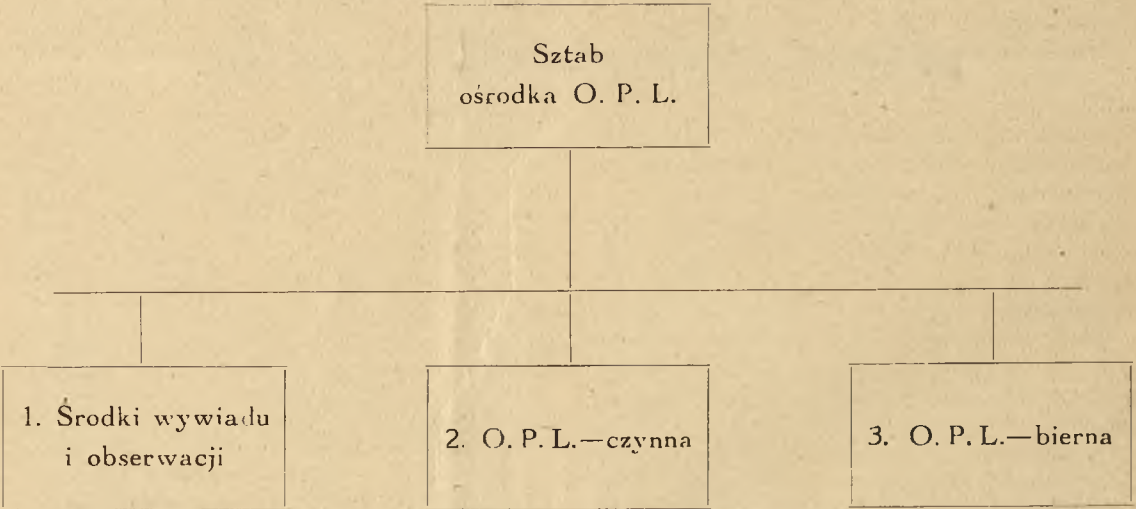 Sztab
ośrodka O. P. L.
1. Środki wywiadu
i obserwacji
2. O. P. L.—czynna
3. O. P. L.—bierna